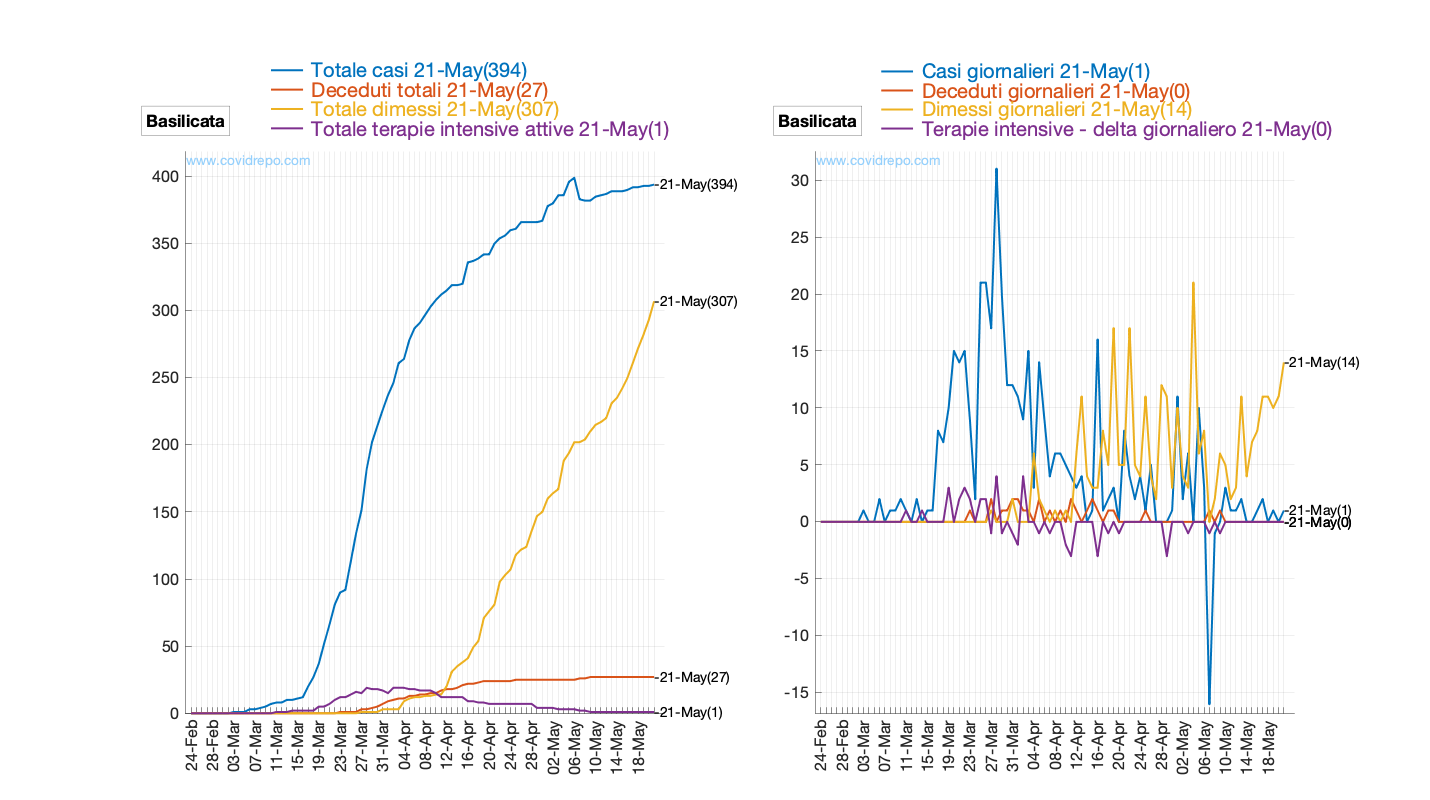 Basilicata
Totale casi 21-May(394)
Deceduti totali 21-May(27)
Totale dimessi 21-May(307)
Totale terapie intensive attive 21-May(1)
www.covidrepo.com
400
350
300
250
200
150
100
50
0
21-May(394)
21-May(307)
21-May(27)
21-May(1)
24-Feb
28-Feb
03-Mar
07-Mar
11-Mar
15-Mar
19-Mar
23-Mar
27-Mar
31-Mar
04-Apr
08-Apr
12-Apr
16-Apr
20-Apr
24-Apr
28-Apr
02-May
06-May
10-May
14-May
18-May
Basilicata
Casi giornalieri 21-May(1)
Deceduti giornalieri 21-May(0)
Dimessi giornalieri 21-May(14)
Terapie intensive - delta giornaliero 21-May(0)
www.covidrepo.com
30
25
20
15
10
5
0
-5
-10
-15
21-May(14)
21-May(1)
21-May(0)
24-Feb
28-Feb
03-Mar
07-Mar
11-Mar
15-Mar
19-Mar
23-Mar
27-Mar
31-Mar
04-Apr
08-Apr
12-Apr
16-Apr
20-Apr
24-Apr
28-Apr
02-May
06-May
10-May
14-May
18-May